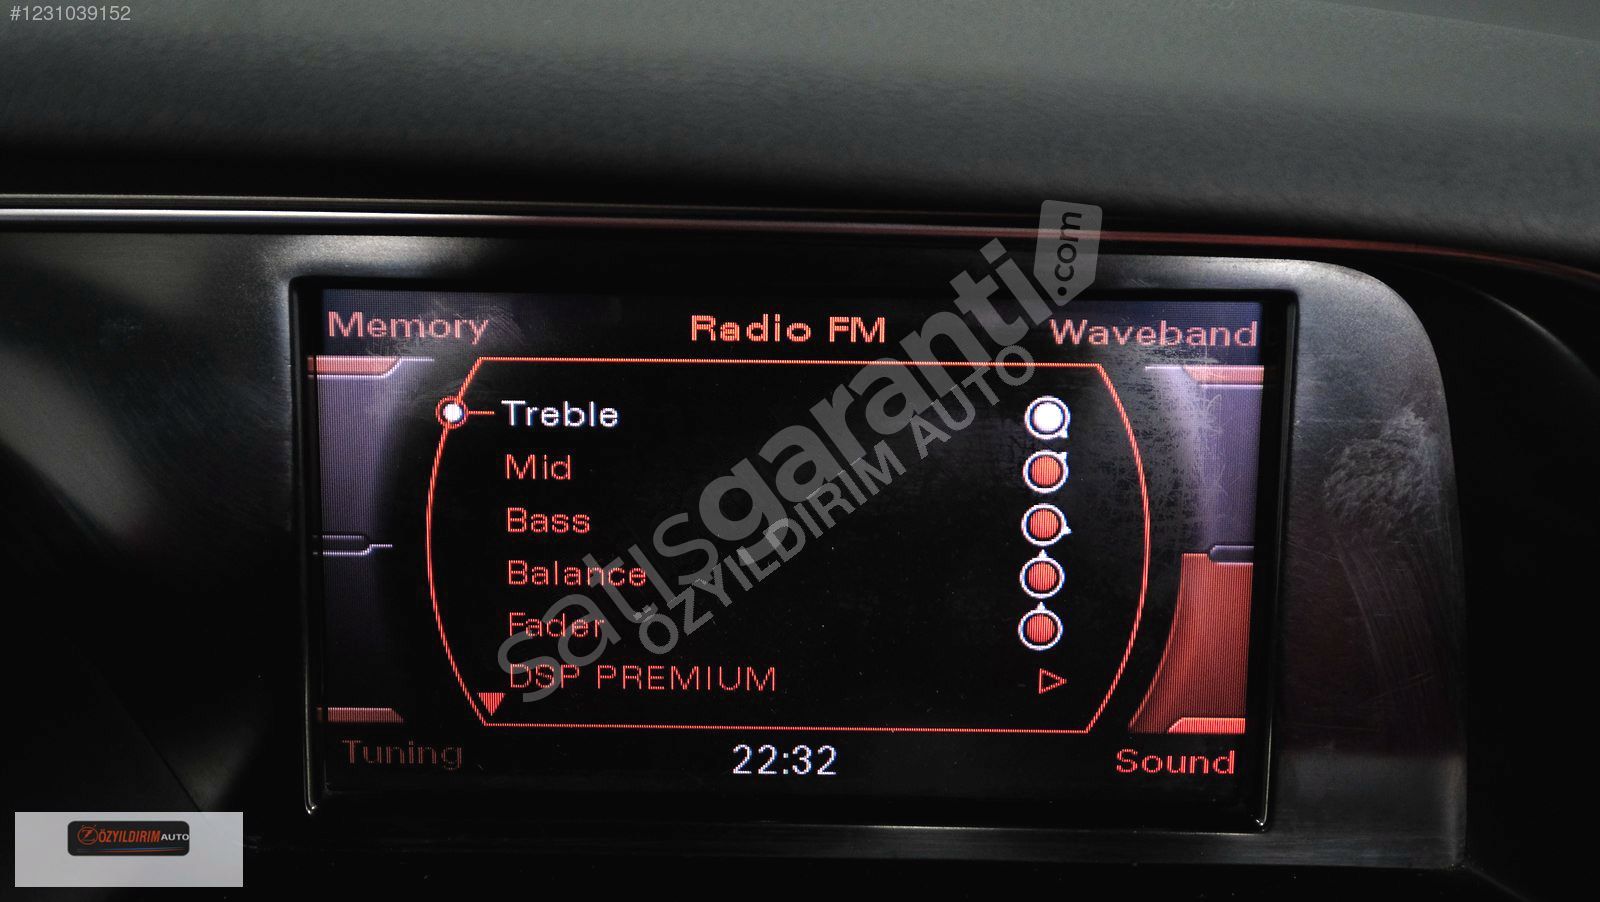 #1231039152
Memory
Radio FM
Waveband
Treble
Mid
Bass
Balance
Fader
DSP PREMIUM
Tuning
22:32
Sound
satışgaranti.com
ÖZYILDIRIM AUTO
ÖZYILDIRIM AUTO